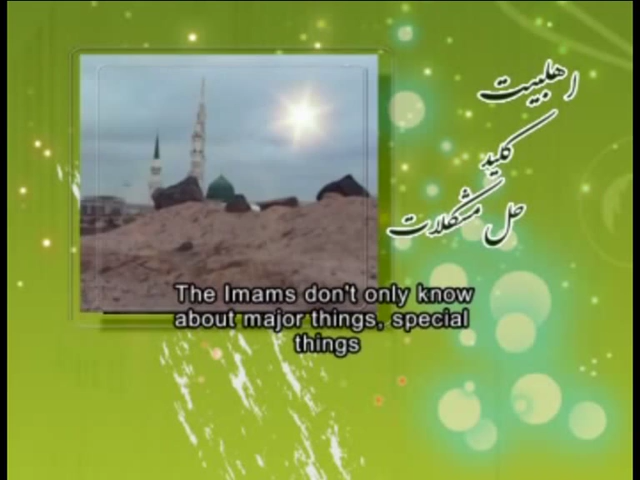 اهلبیت
کلید
حل مشکلات
The Imams don't only know
about major things, special
things